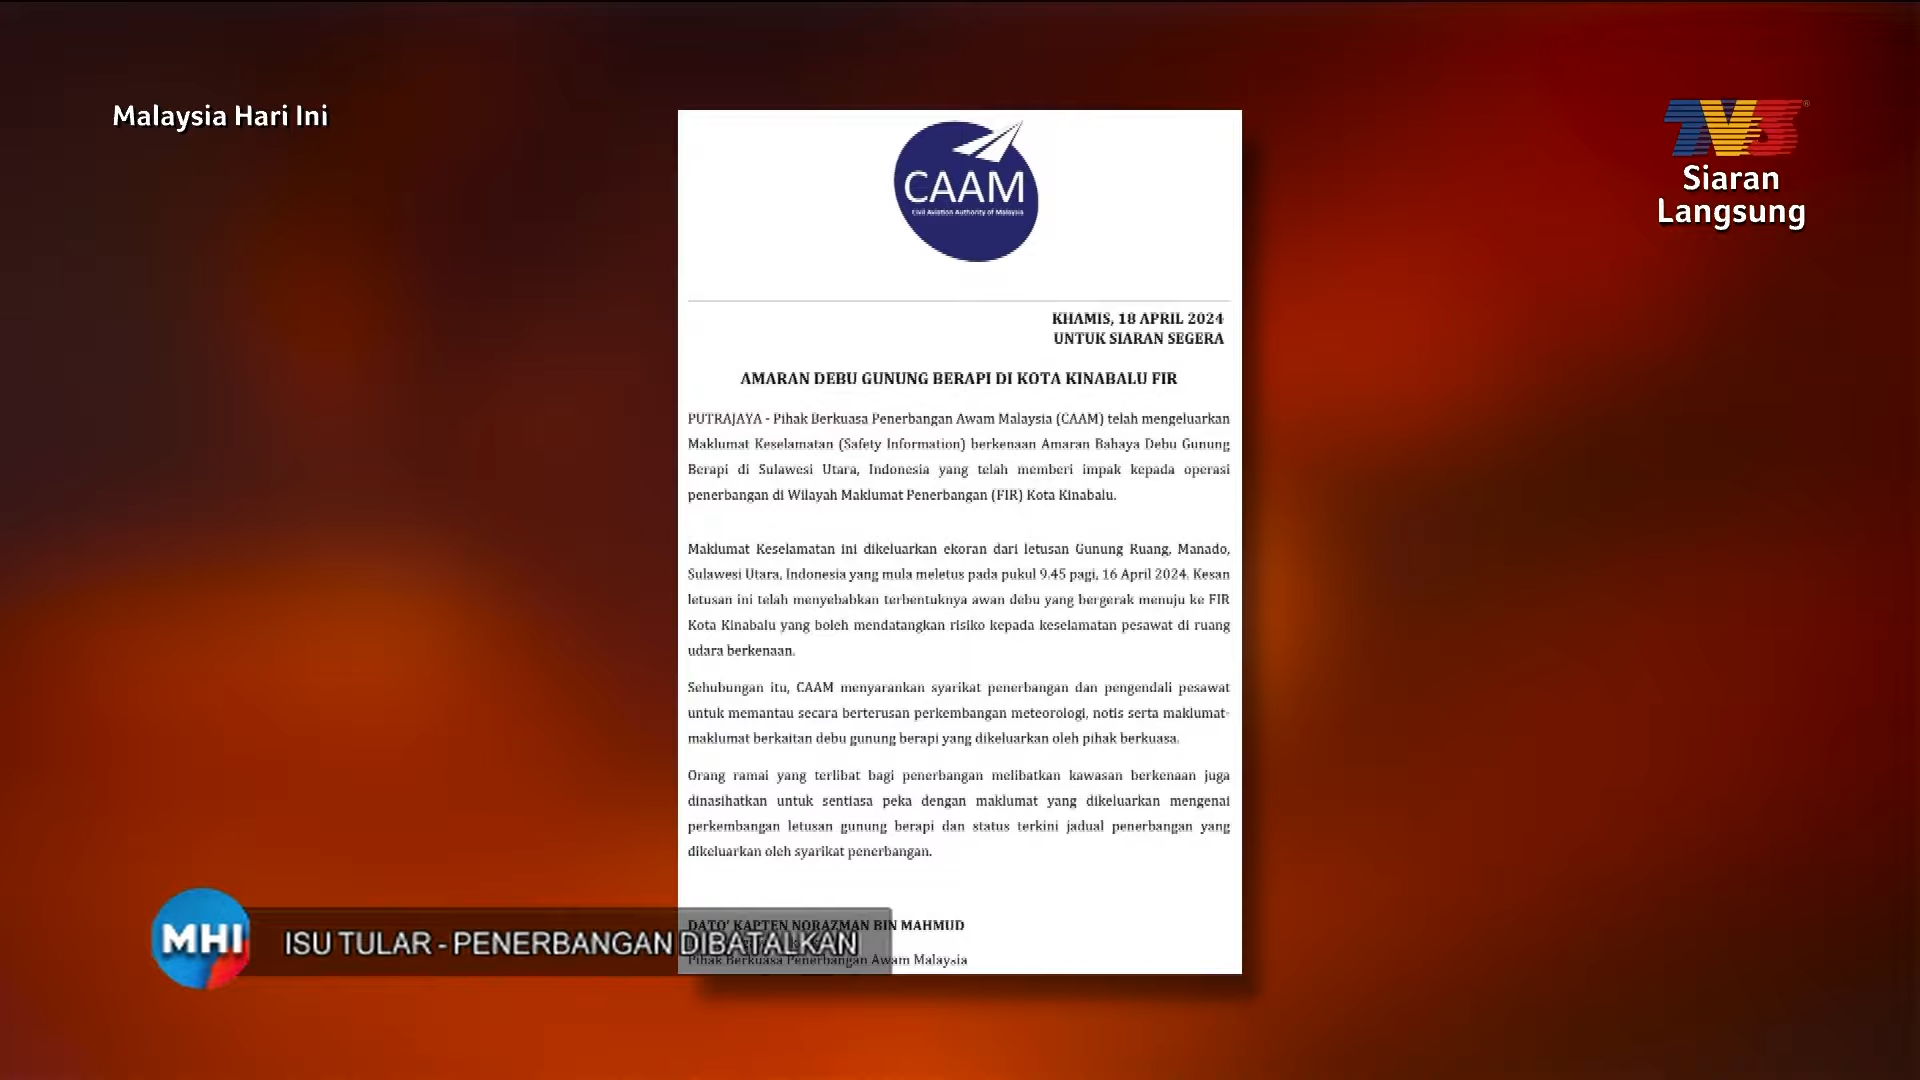 Malaysia Hari Ini
TV3
Siaran
Langsung
CAAM
Civil Aviation Authority of Malaysia
KHAMIS, 18 APRIL 2024
UNTUK SIARAN SEGERA
AMARAN DEBU GUNUNG BERAPI DI KOTA KINABALU FIR
PUTRAJAYA - Pihak Berkuasa Penerbangan Awam Malaysia (CAAM) telah mengeluarkan
Maklumat Keselamatan (Safety Information) berkenaan Amaran Bahaya Debu Gunung
Berapi di Sulawesi Utara, Indonesia yang telah memberi impak kepada operasi
penerbangan di Wilayah Maklumat Penerbangan (FIR) Kota Kinabalu.
Maklumat Keselamatan ini dikeluarkan ekoran dari letusan Gunung Ruang, Manado,
Sulawesi Utara, Indonesia yang mula meletus pada pukul 9.45 pagi, 16 April 2024. Kesan
letusan ini telah menyebabkan terbentuknya awan debu yang bergerak menuju ke FIR
Kota Kinabalu yang boleh mendatangkan risiko kepada keselamatan pesawat di ruang
udara berkenaan.
Sehubungan itu, CAAM menyarankan syarikat penerbangan dan pengendali pesawat
untuk memantau secara berterusan perkembangan meteorologi, notis serta maklumat-
maklumat berkaitan debu gunung berapi yang dikeluarkan oleh pihak berkuasa.
Orang ramai yang terlibat bagi penerbangan melibatkan kawasan berkenaan juga
dinasihatkan untuk sentiasa peka dengan maklumat yang dikeluarkan mengenai
perkembangan letusan gunung berapi dan status terkini jadual penerbangan yang
dikeluarkan oleh syarikat penerbangan.
DATO' KAPTEN NORAZMAN BIN MAHMUD
Pihak Berkuasa Penerbangan Awam Malaysia
MHI
ISU TULAR - PENERBANGAN DIBATALKAN